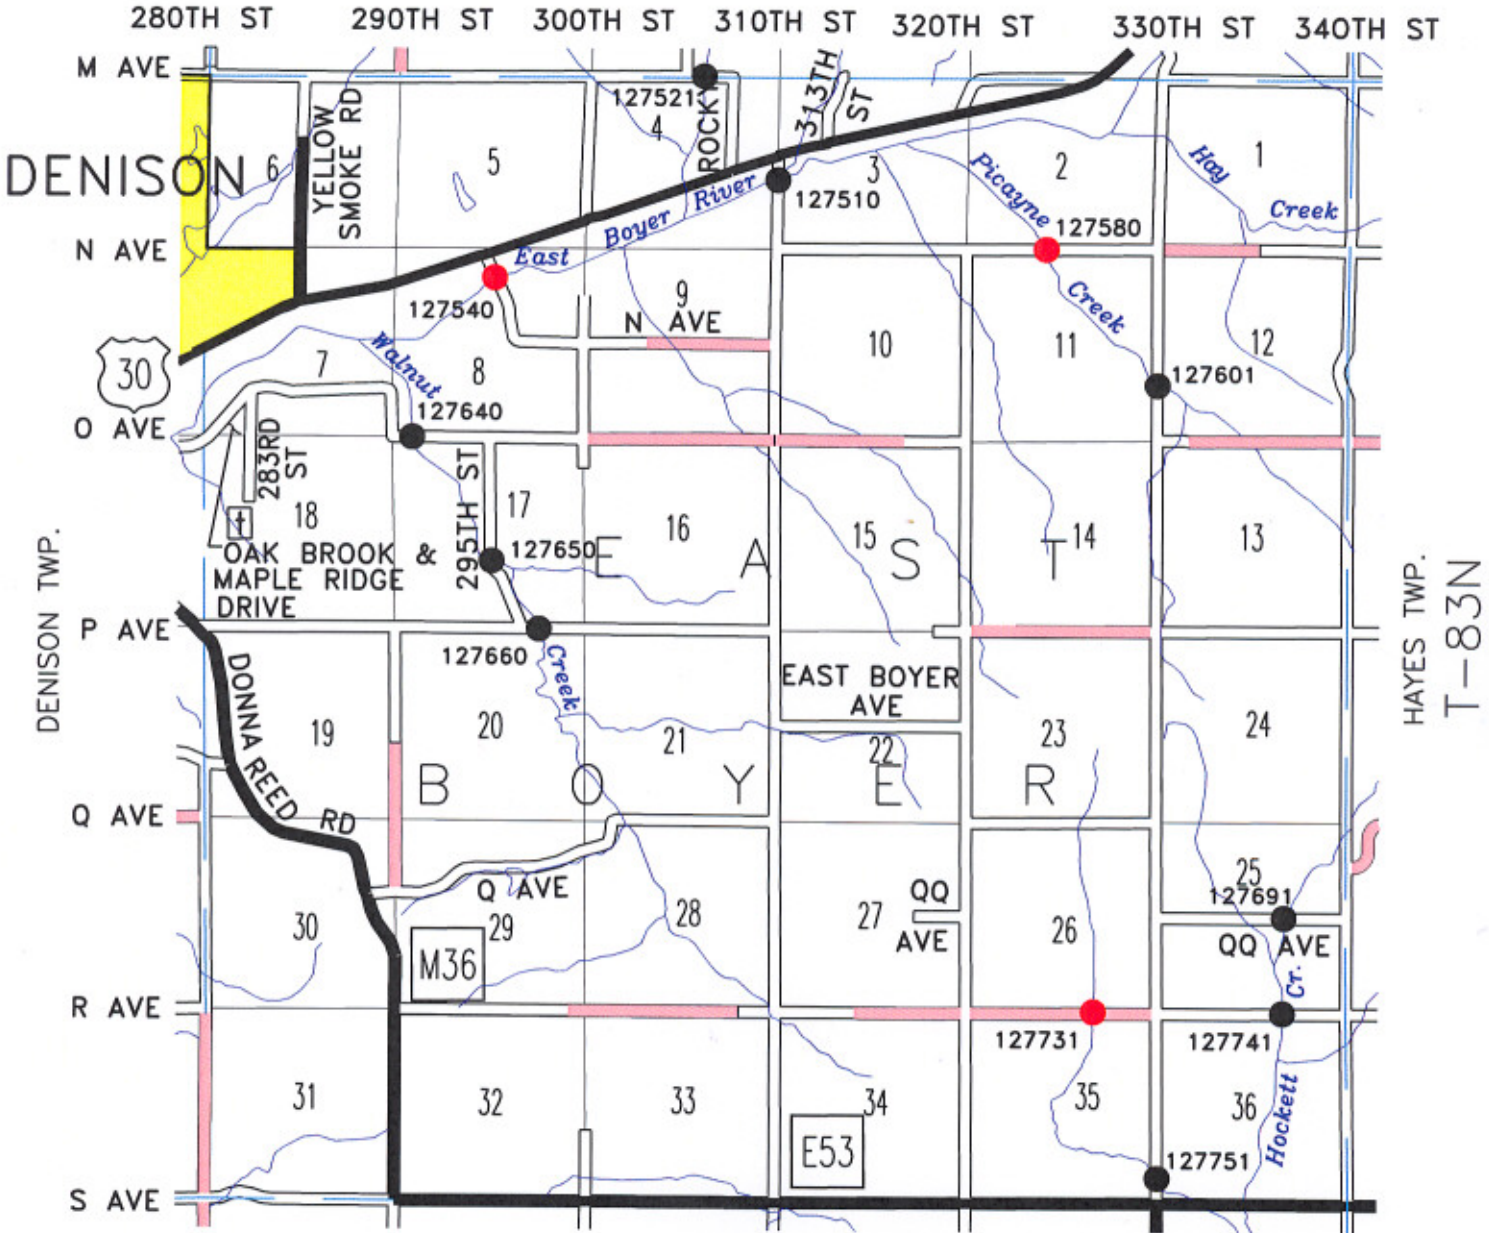 280TH ST 290TH ST 300TH ST 310TH ST 320TH ST 330TH ST 340TH ST
M AVE
127521
ROCKY
313TH
ST
YELLOW
SMOKE RD
DENISON
6
5
4
3
2
1
Picayne
Hay
Creek
127510
127580
N AVE
East
Boyer
River
127540
9
N AVE
Creek
30
7
Walnut
8
10
11
12
127601
127640
O AVE
283RD
ST
18
295TH ST
17
16
15
14
13
127650
E A S T
OAK BROOK &
MAPLE RIDGE
DRIVE
DENISON TWP.
HAYES TWP.
T-83N
P AVE
127660
Creek
EAST BOYER
AVE
DONNA REED RD
19
20
21
22
23
24
B O Y E R
Q AVE
Q AVE
25
127691
QQ
AVE
QQ AVE
30
M36
29
28
27
26
Cr.
R AVE
127731
127741
31
32
33
34
35
36
Hockett
E53
127751
S AVE